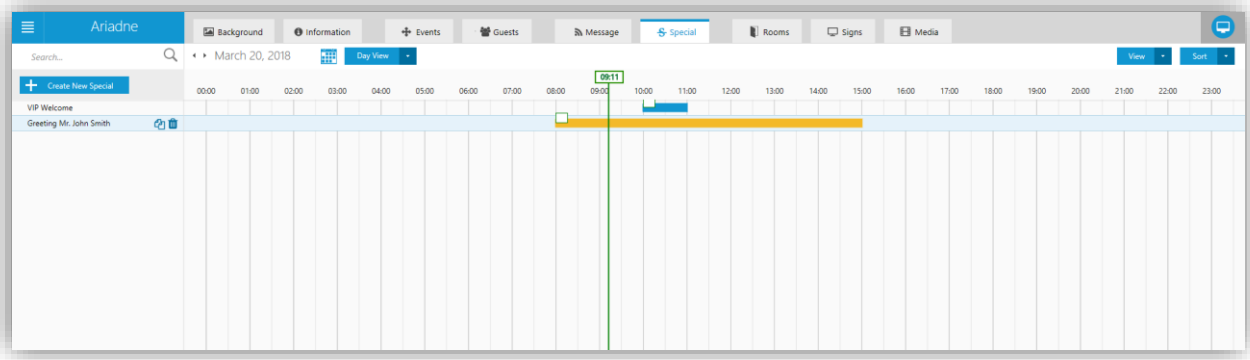 Ariadne
Background Information Events Guests Message Special Rooms Signs Media
Search... March 20, 2018 Day View View Sort
09:11
Create New Special 00:00 01:00 02:00 03:00 04:00 05:00 06:00 07:00 08:00 09:00 10:00 11:00 12:00 13:00 14:00 15:00 16:00 17:00 18:00 19:00 20:00 21:00 22:00 23:00
VIP Welcome
Greeting Mr. John Smith